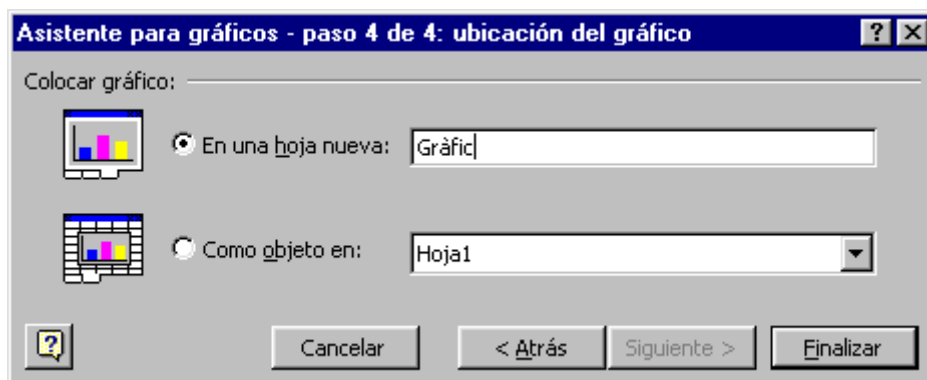 Asistente para gráficos - paso 4 de 4: ubicación del gráfico
Colocar gráfico:
En una hoja nueva: Gràfic
Como objeto en: Hoja1
Cancelar < Atrás Siguiente > Finalizar